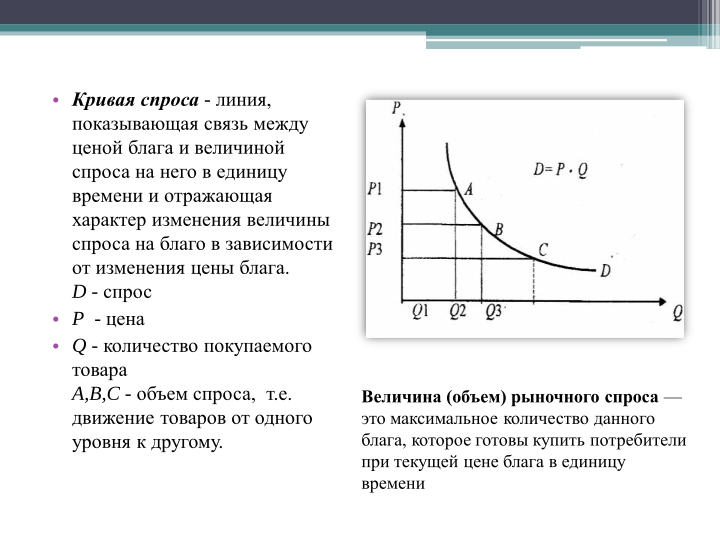 • Кривая спроса - линия,
показывающая связь между
ценой блага и величиной
спроса на него в единицу
времени и отражающая
характер изменения величины
спроса на благо в зависимости
от изменения цены блага.
D - спрос
• P - цена
• Q - количество покупаемого
товара
A,B,C - объем спроса, т.е.
движение товаров от одного
уровня к другому.
P
D= P · Q
P1
A
P2
B
P3
C
D
Q1 Q2 Q3
Q
Величина (объем) рыночного спроса —
это максимальное количество данного
блага, которое готовы купить потребители
при текущей цене блага в единицу
времени